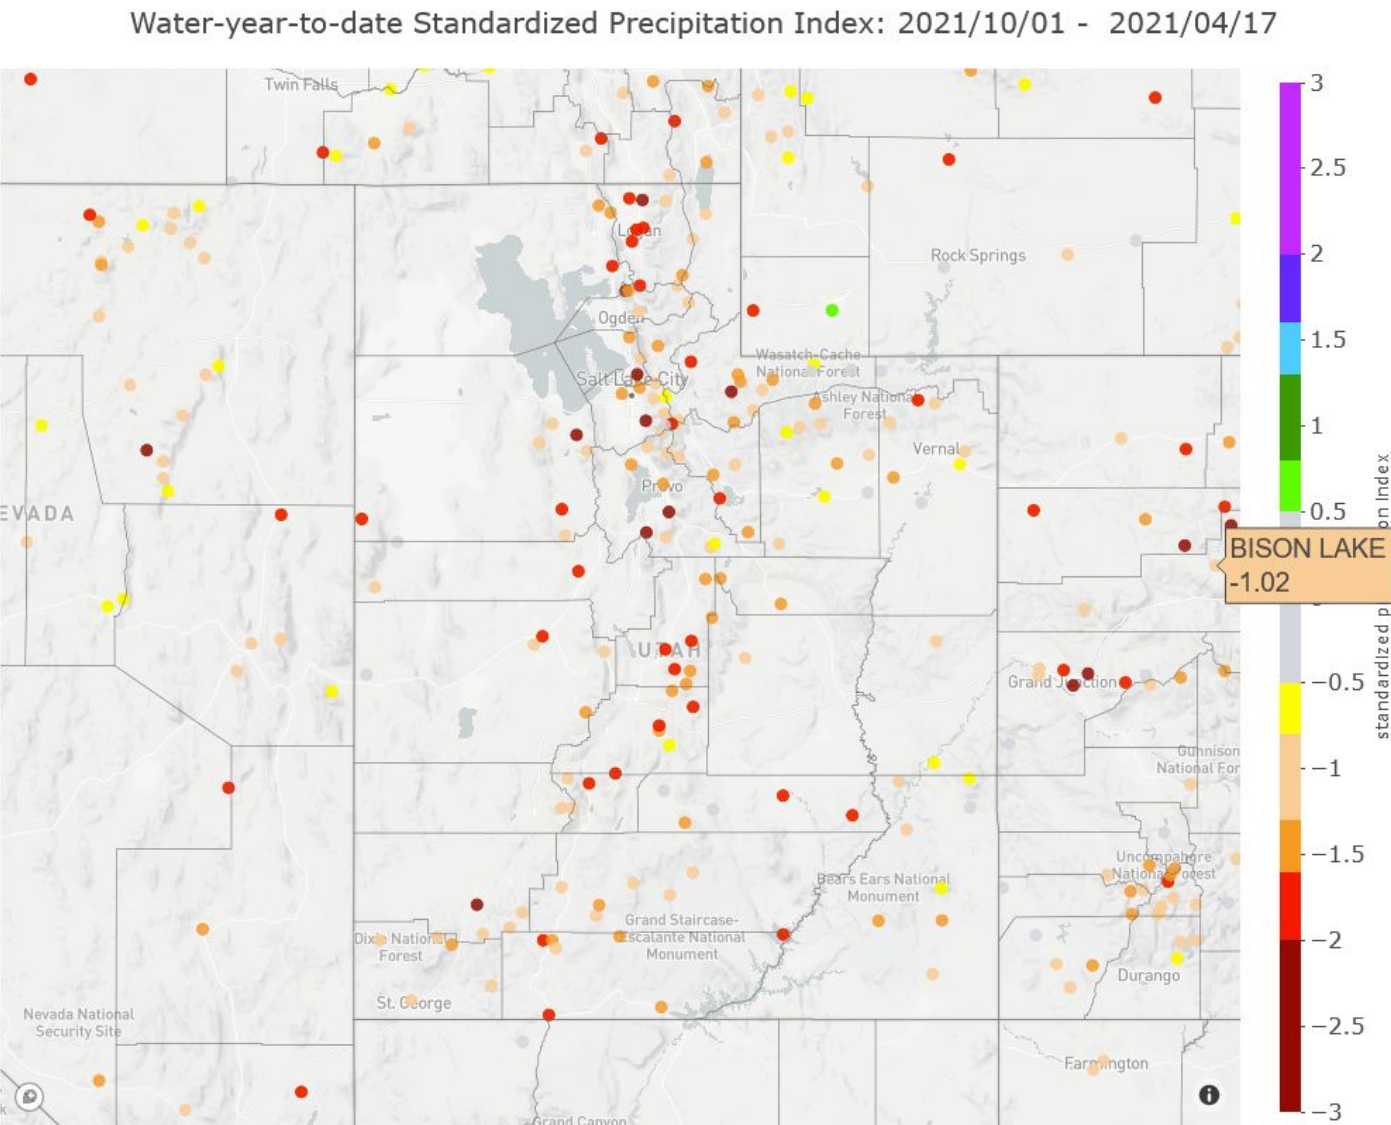 Water-year-to-date Standardized Precipitation Index: 2021/10/01 - 2021/04/17
Twin Falls
3
2.5
2
1.5
1
0.5
−0.5
−1
−1.5
−2
−2.5
−3
Logan
Rock Springs
Ogden
Wasatch-Cache
National Forest
Salt Lake City
Ashley National
Forest
Vernal
Provo
EVADA
BISON LAKE
-1.02
standardized p
on Index
UTAH
Grand Junction
Gunnison
National For
Uncompahgre
National Forest
Bears Ears National
Monument
Grand Staircase-
Escalante National
Monument
Dixie National
Forest
Durango
St. George
Nevada National
Security Site
Farmington
k
Grand Canyon